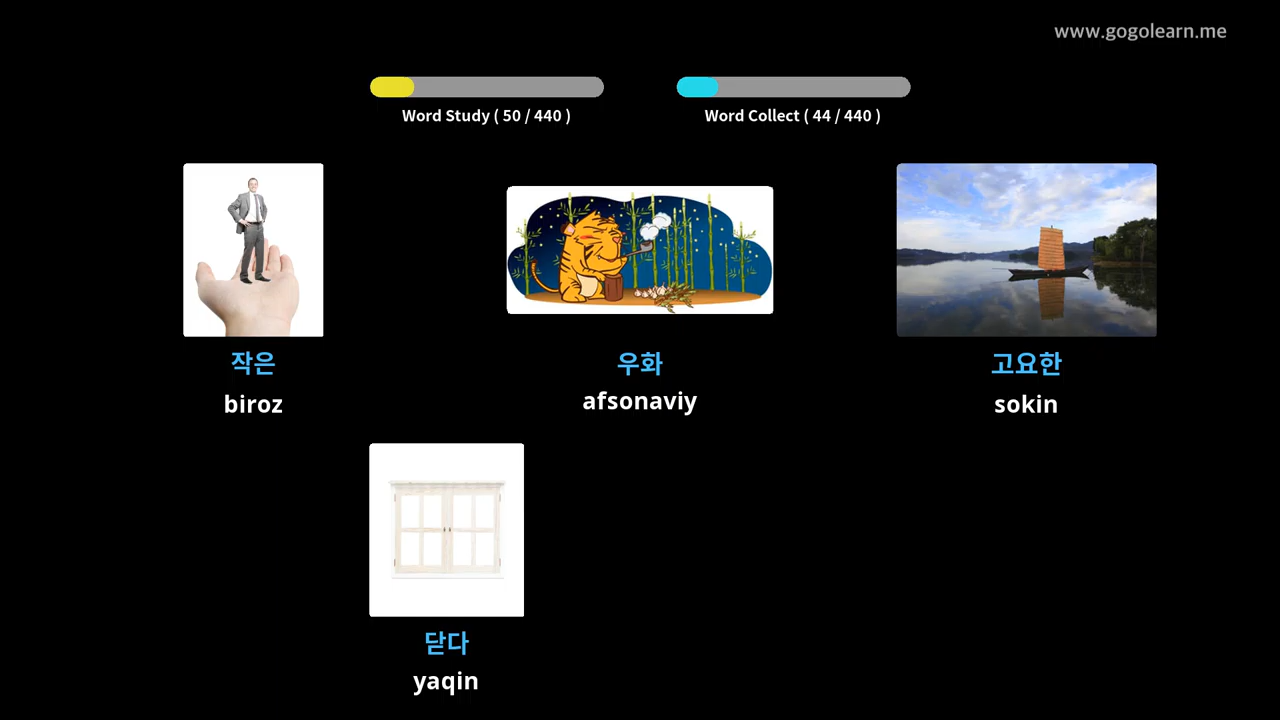 www.gogolearn.me
Word Study ( 50 / 440 )
Word Collect ( 44 / 440 )
작은
biroz
우화
afsonaviy
고요한
sokin
닫다
yaqin